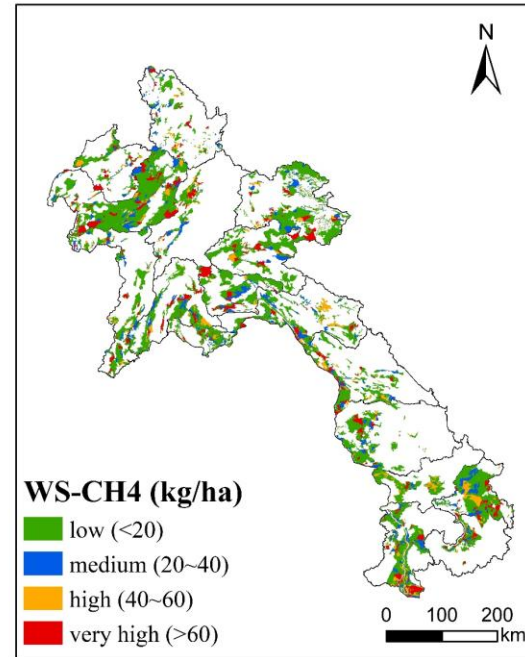 N
WS-CH4 (kg/ha)
low (<20)
medium (20~40)
high (40~60)
very high (>60)
0 100 200
km